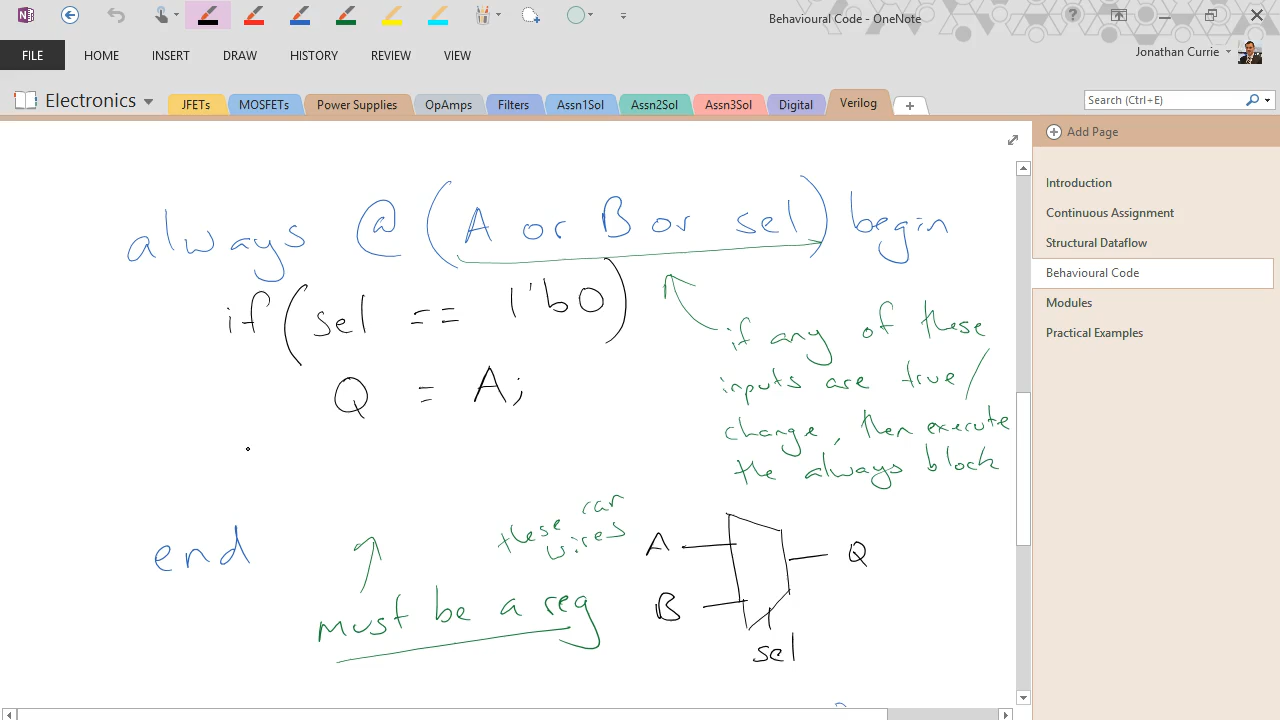 Behavioural Code - OneNote
Jonathan Currie
FILE HOME INSERT DRAW HISTORY REVIEW VIEW
Electronics
JFETs MOSFETs Power Supplies OpAmps Filters Assn1Sol Assn2Sol Assn3Sol Digital Verilog
Search (Ctrl+E)
Add Page
Introduction
Continuous Assignment
Structural Dataflow
Behavioural Code
Modules
Practical Examples
always @ (A or B or sel) begin
if (sel == 1'b0)
Q = A;
end
if any of these
inputs are true /
change, then execute
the always block
must be a reg
these can
wires
A
B
Q
sel